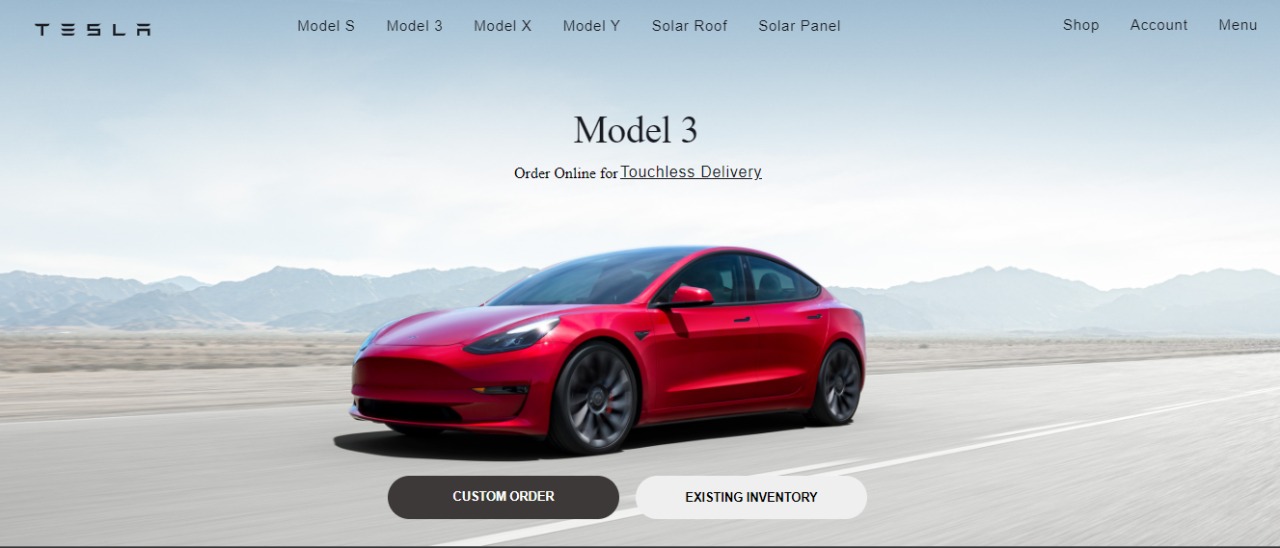 TESLA Model S Model 3 Model X Model Y Solar Roof Solar Panel Shop Account Menu
Model 3
Order Online for Touchless Delivery
CUSTOM ORDER EXISTING INVENTORY